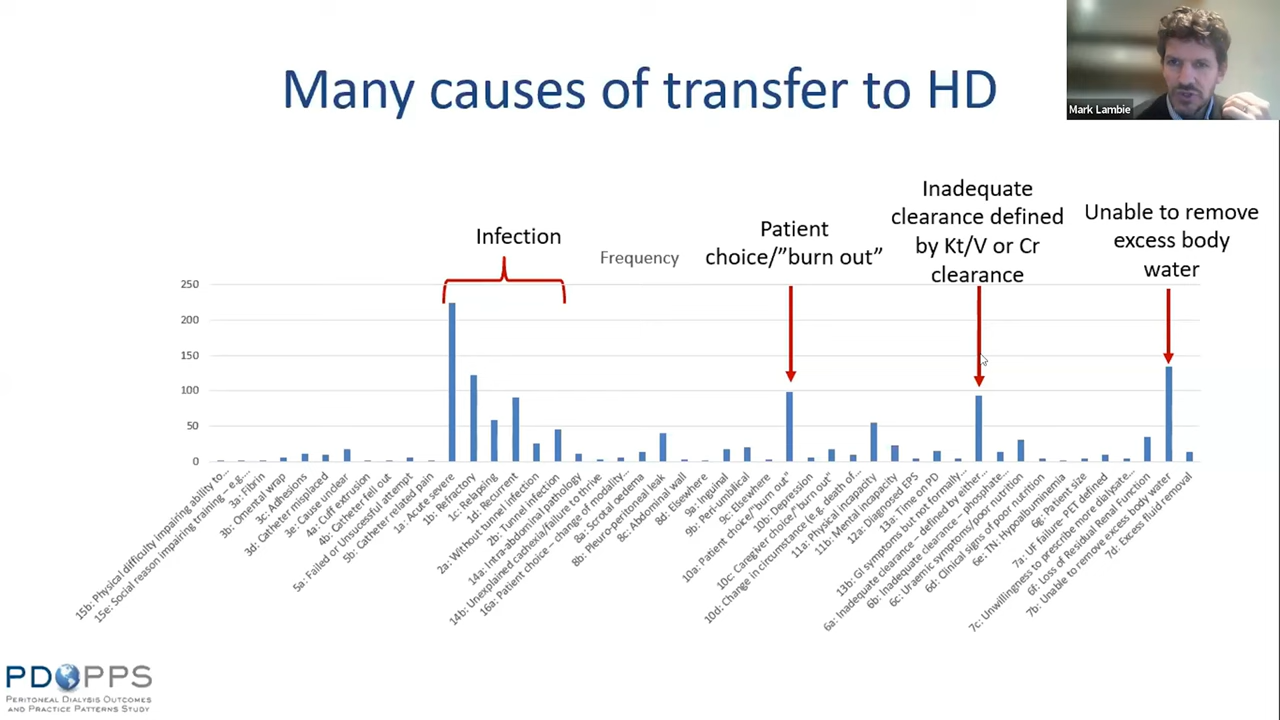 Many causes of transfer to HD
Mark Lambie
Infection
Frequency
Patient
choice/”burn out”
Inadequate
clearance defined
by Kt/V or Cr
clearance
Unable to remove
excess body
water
250
200
150
100
50
0
15b: Physical difficulty impairing ability to...
15e: Social reason impairing training – e.g...
3a: Fibrin
3b: Omental wrap
3c: Adhesions
3d: Catheter misplaced
3e: Cause unclear
4a: Cuff extrusion
4b: Catheter fell out
5a: Failed or Unsuccessful attempt
5b: Catheter related pain
1a: Acute severe
1b: Refractory
1c: Relapsing
1d: Recurrent
2a: Without tunnel infection
2b: Tunnel infection
14a: Intra-abdominal pathology
14b: Unexplained cachexia/failure to thrive
16a: Patient choice – change of modality...
8a: Scrotal oedema
8b: Pleuro-peritoneal leak
8c: Abdominal wall
8d: Elsewhere
9a: Inguinal
9b: Peri-umbilical
9c: Elsewhere
10a: Patient choice/"burn out"
10b: Depression
10c: Caregiver choice/"burn out"
10d: Change in circumstance (e.g. death of...
11a: Physical incapacity
11b: Mental incapacity
12a: Diagnosed EPS
13a: Time on PD
13b: GI symptoms but not formally...
6a: Inadequate clearance – defined by either...
6b: Inadequate clearance – phosphate...
6c: Uraemic symptoms/poor nutrition
6d: Clinical signs of poor nutrition
6e: TN: Hypoalbuminemia
6g: Patient size
7a: UF failure- PET defined
7c: Unwillingness to prescribe more dialysate...
6f: Loss of Residual Renal function
7b: Unable to remove excess body water
7d: Excess fluid removal
PDOPPS
PERITONEAL DIALYSIS OUTCOMES
AND PRACTICE PATTERNS STUDY